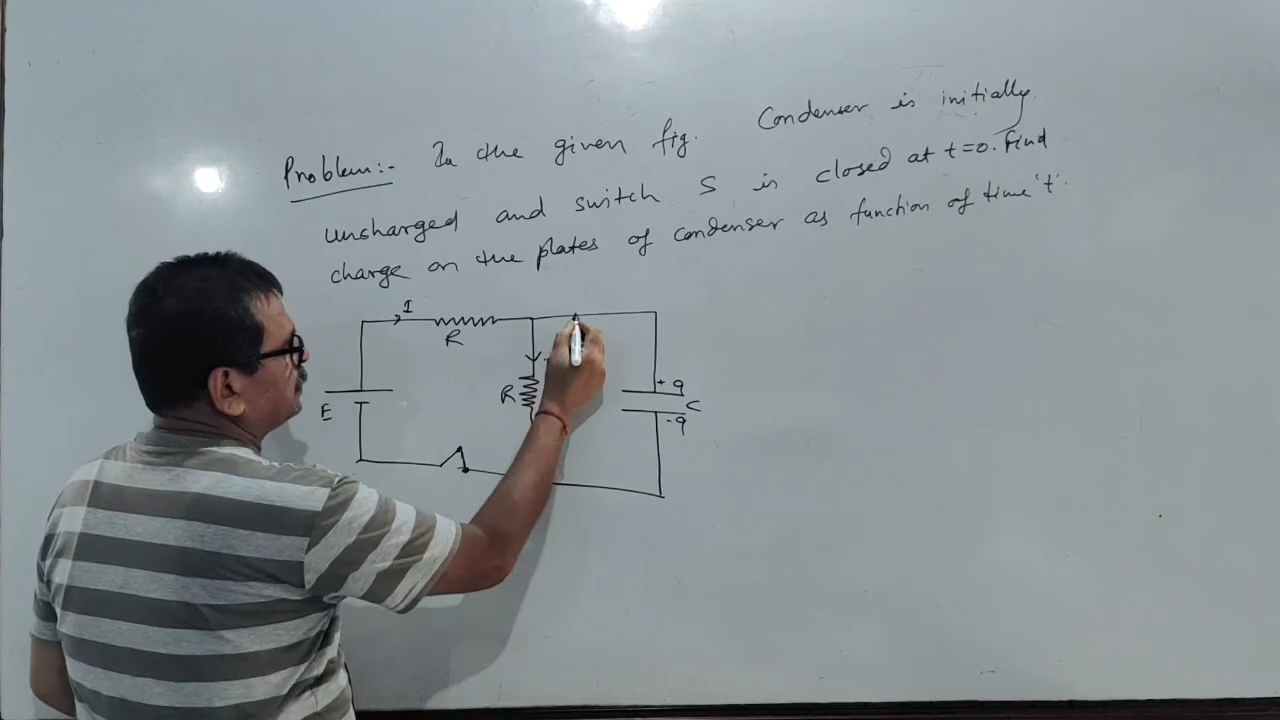 Problem:- In the given fig. Condenser is initially
uncharged and switch S is closed at t=0. Find
charge on the plates of condenser as function of time 't'.
I
R
E
R
+q
C
-q